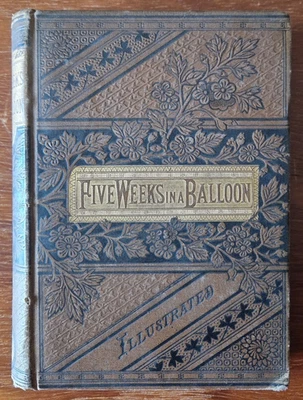 FIVE WEEKS IN A BALLOON
ILLUSTRATED